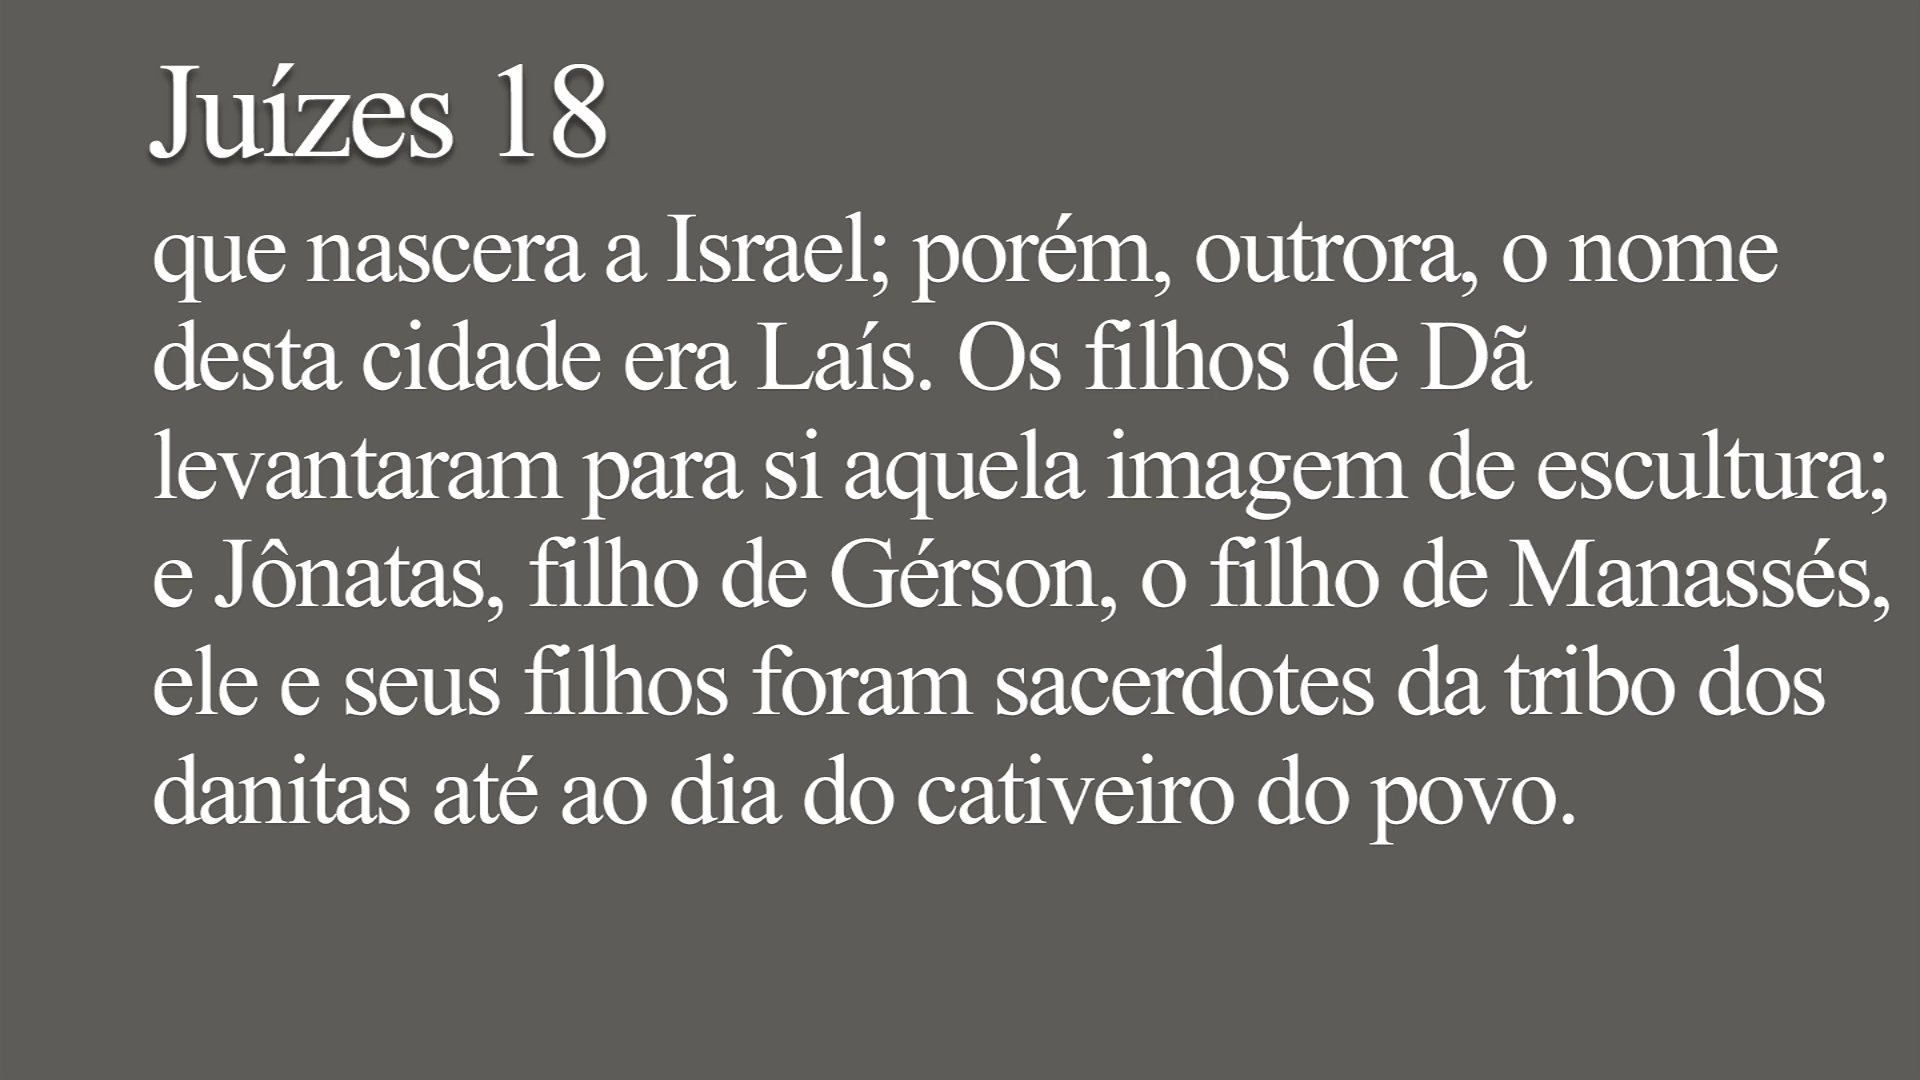 Juízes 18
que nascera a Israel; porém, outrora, o nome
desta cidade era Laís. Os filhos de Dã
levantaram para si aquela imagem de escultura;
e Jônatas, filho de Gérson, o filho de Manassés,
ele e seus filhos foram sacerdotes da tribo dos
danitas até ao dia do cativeiro do povo.